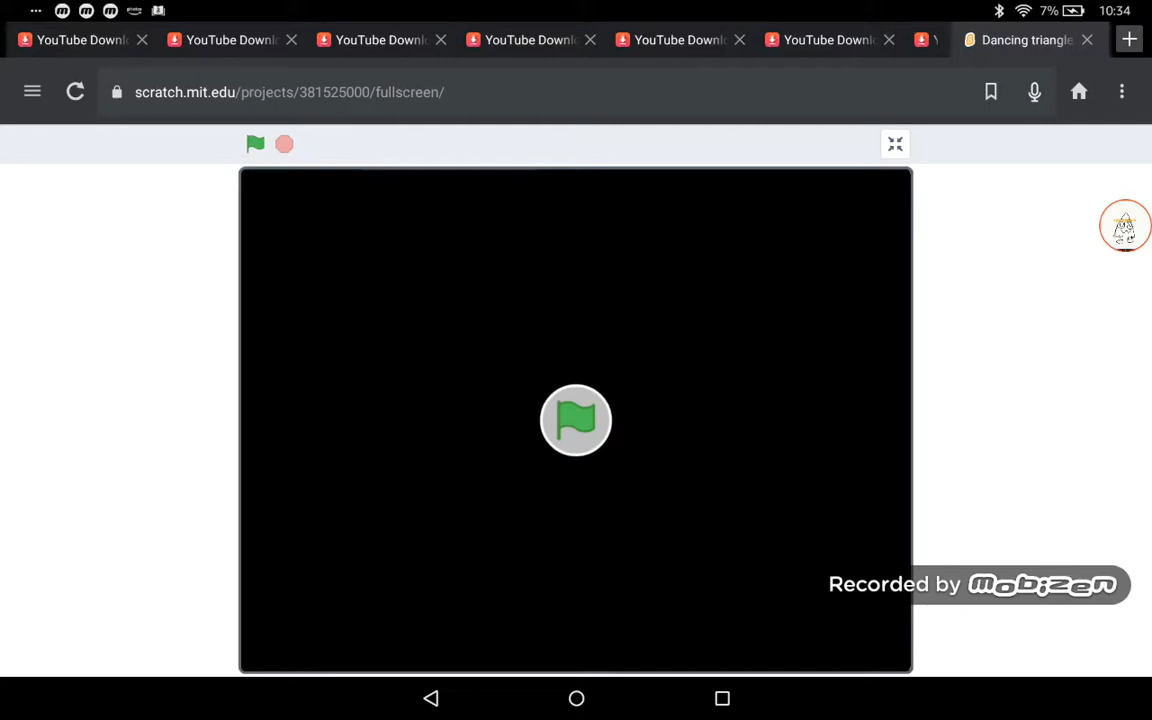 7% 10:34
YouTube Downl YouTube Downl YouTube Downl YouTube Downl YouTube Downl YouTube Downl Dancing triangle
scratch.mit.edu/projects/381525000/fullscreen/
Recorded by mobizen